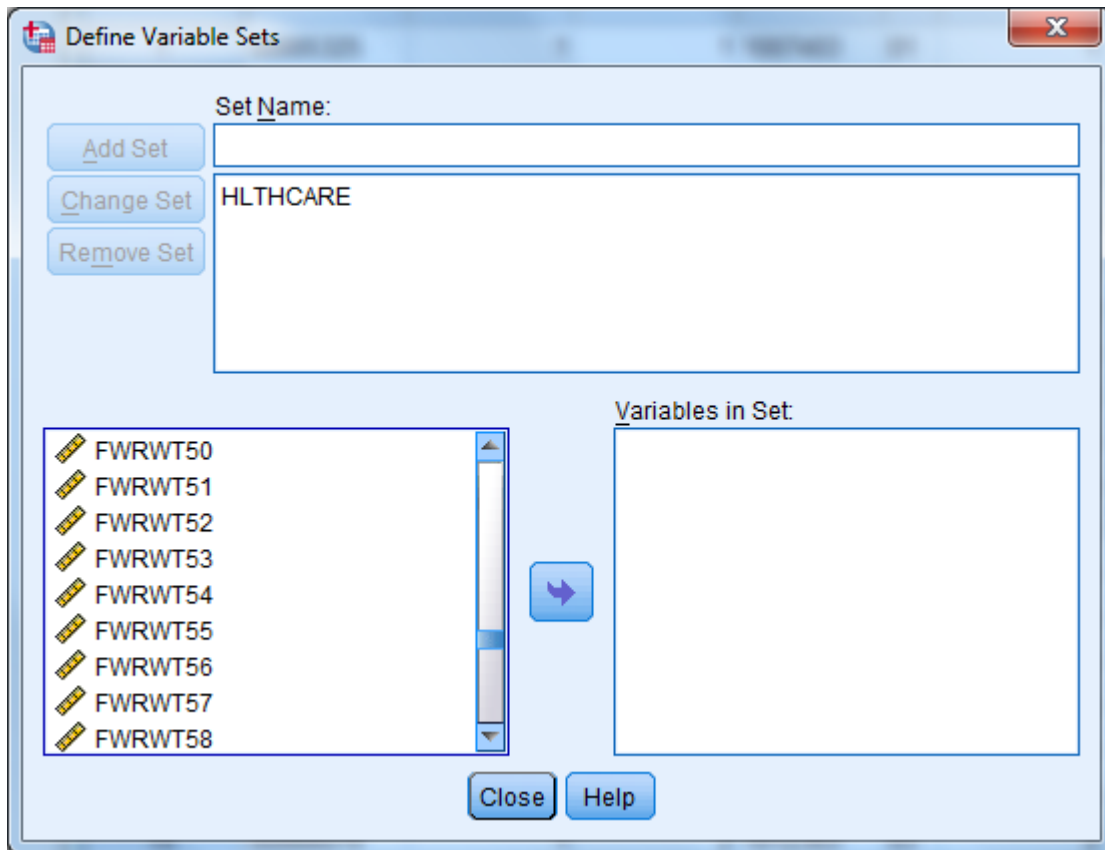 Define Variable Sets
Set Name:
Add Set
Change Set
HLTHCARE
Remove Set
Variables in Set:
FWRWT50
FWRWT51
FWRWT52
FWRWT53
FWRWT54
FWRWT55
FWRWT56
FWRWT57
FWRWT58
Close
Help